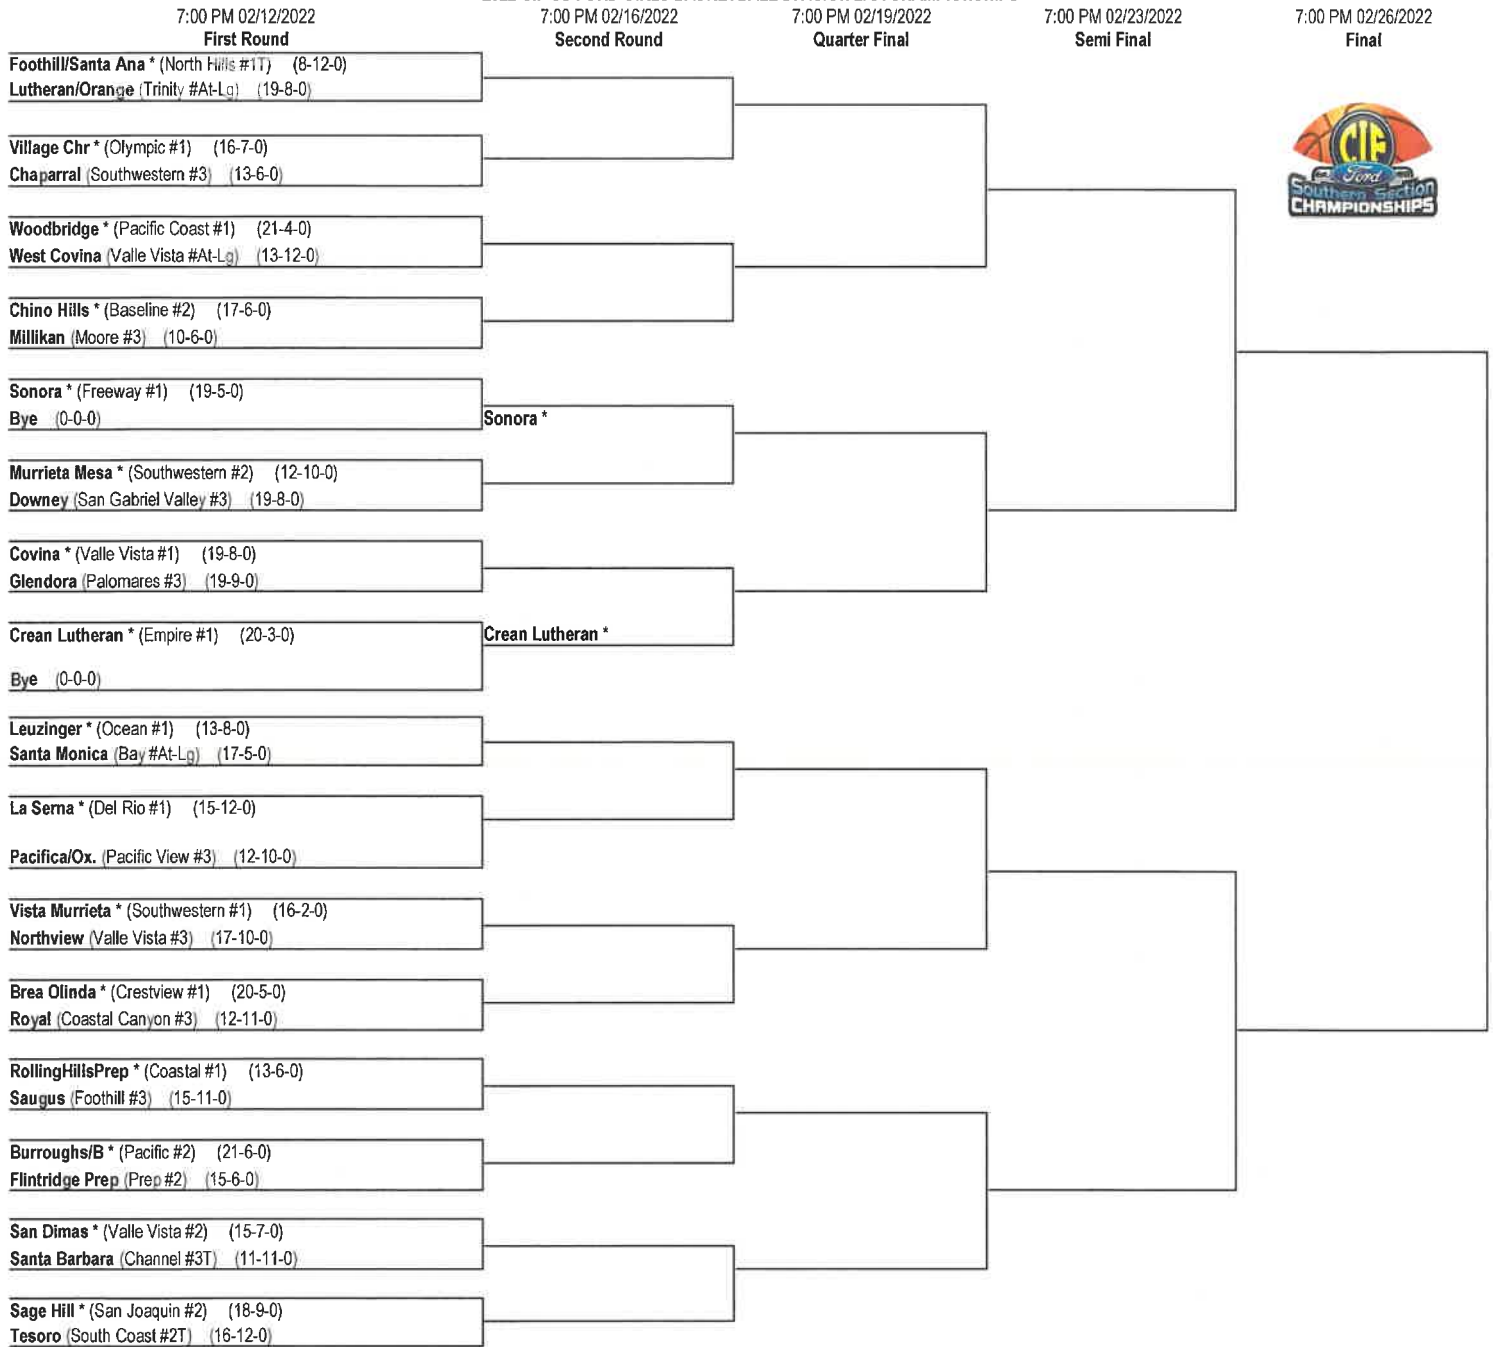 7:00 PM 02/12/2022 7:00 PM 02/16/2022 7:00 PM 02/19/2022 7:00 PM 02/23/2022 7:00 PM 02/26/2022
First Round Second Round Quarter Final Semi Final Final
Foothill/Santa Ana * (North Hills #1T) (8-12-0)
Lutheran/Orange (Trinity #At-Lg) (19-8-0)
Village Chr * (Olympic #1) (16-7-0)
Chaparral (Southwestern #3) (13-6-0)
CIF
Ford
Southern Section
CHAMPIONSHIPS
Woodbridge * (Pacific Coast #1) (21-4-0)
West Covina (Valle Vista #At-Lg) (13-12-0)
Chino Hills * (Baseline #2) (17-6-0)
Millikan (Moore #3) (10-6-0)
Sonora * (Freeway #1) (19-5-0)
Bye (0-0-0) Sonora *
Murrieta Mesa * (Southwestern #2) (12-10-0)
Downey (San Gabriel Valley #3) (19-8-0)
Covina * (Valle Vista #1) (19-8-0)
Glendora (Palomares #3) (19-9-0)
Crean Lutheran * (Empire #1) (20-3-0) Crean Lutheran *
Bye (0-0-0)
Leuzinger * (Ocean #1) (13-8-0)
Santa Monica (Bay #At-Lg) (17-5-0)
La Serna * (Del Rio #1) (15-12-0)
Pacifica/Ox. (Pacific View #3) (12-10-0)
Vista Murrieta * (Southwestern #1) (16-2-0)
Northview (Valle Vista #3) (17-10-0)
Brea Olinda * (Crestview #1) (20-5-0)
Royal (Coastal Canyon #3) (12-11-0)
RollingHillsPrep * (Coastal #1) (13-6-0)
Saugus (Foothill #3) (15-11-0)
Burroughs/B * (Pacific #2) (21-6-0)
Flintridge Prep (Prep #2) (15-6-0)
San Dimas * (Valle Vista #2) (15-7-0)
Santa Barbara (Channel #3T) (11-11-0)
Sage Hill * (San Joaquin #2) (18-9-0)
Tesoro (South Coast #2T) (16-12-0)